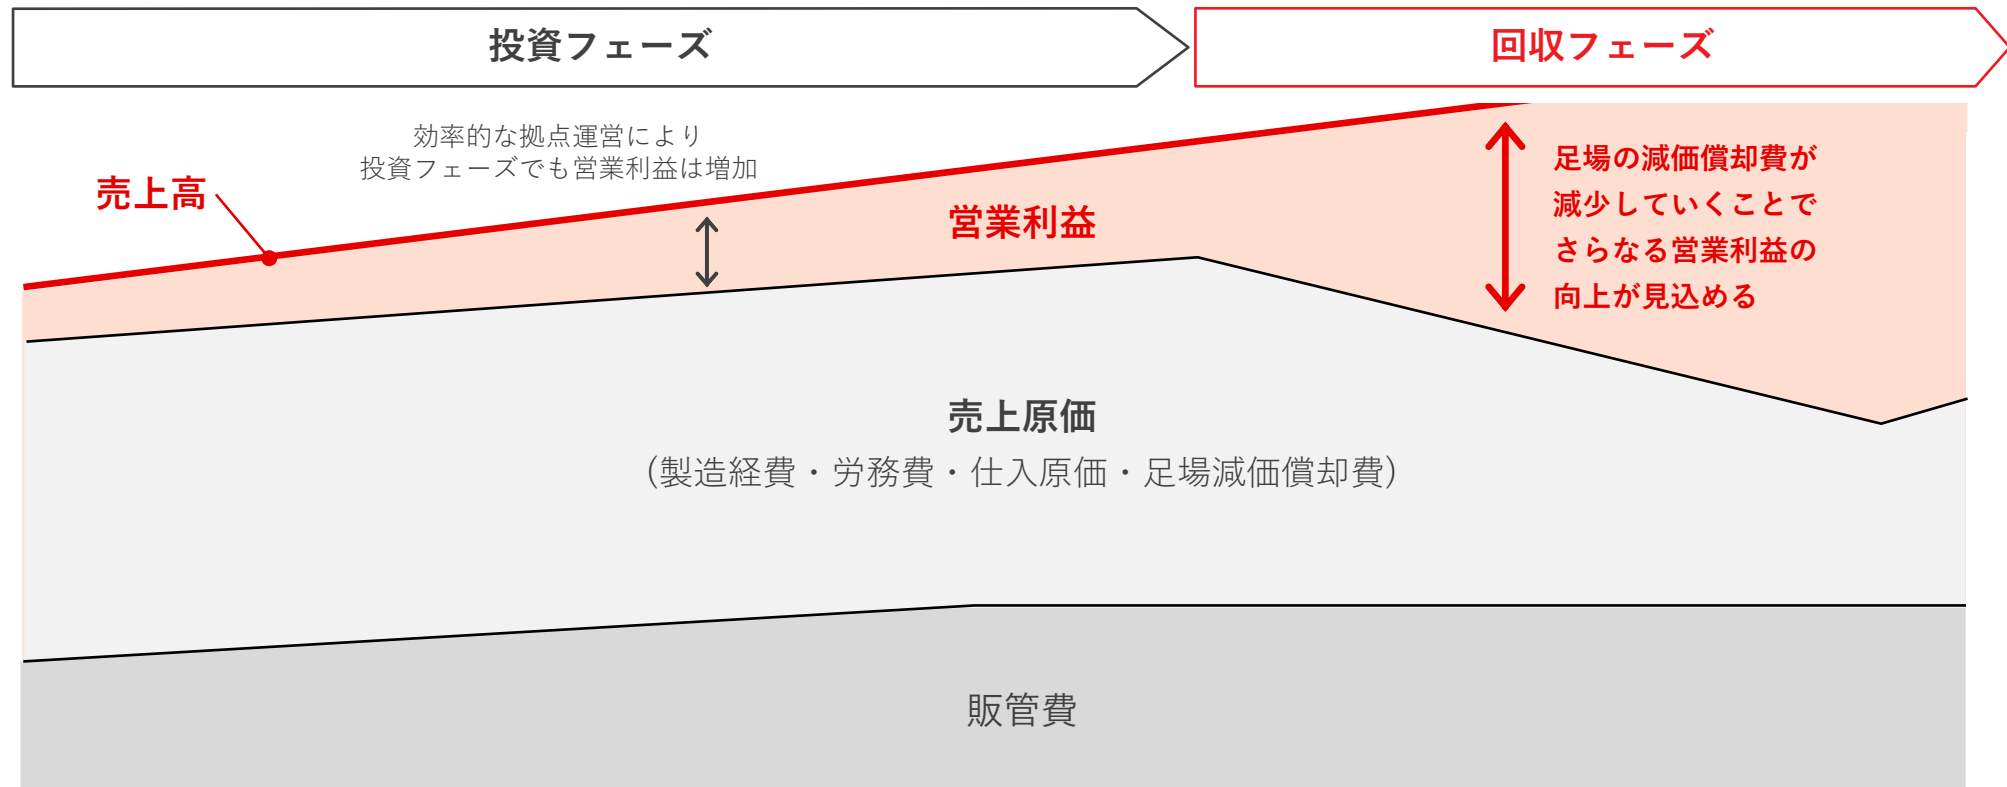 投資フェーズ
回収フェーズ
効率的な拠点運営により
投資フェーズでも営業利益は増加
売上高
営業利益
足場の減価償却費が
減少していくことで
さらなる営業利益の
向上が見込める
売上原価
(製造経費・労務費・仕入原価・足場減価償却費)
販管費